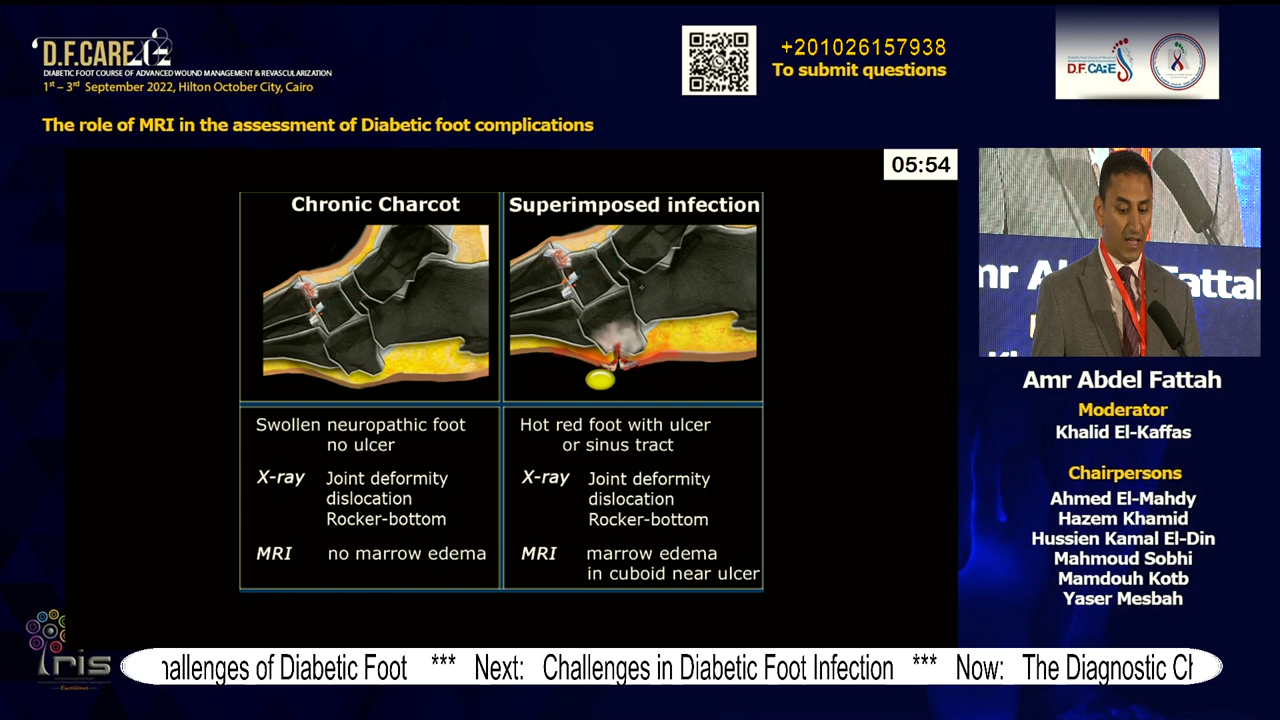 D.F.CARE
DIABETIC FOOT COURSE OF ADVANCED WOUND MANAGEMENT & REVASCULARIZATION
1st – 3rd September 2022, Hilton October City, Cairo
+201026157938
To submit questions
D.F.CARE
The role of MRI in the assessment of Diabetic foot complications
05:54
Chronic Charcot
Superimposed infection
Swollen neuropathic foot
no ulcer
X-ray Joint deformity
dislocation
Rocker-bottom
MRI no marrow edema
Hot red foot with ulcer
or sinus tract
X-ray Joint deformity
dislocation
Rocker-bottom
MRI marrow edema
in cuboid near ulcer
Fattah
Amr Abdel Fattah
Moderator
Khalid El-Kaffas
Chairpersons
Ahmed El-Mahdy
Hazem Khamid
Hussien Kamal El-Din
Mahmoud Sobhi
Mamdouh Kotb
Yaser Mesbah
iris
Excellence
hallenges of Diabetic Foot *** Next: Challenges in Diabetic Foot Infection *** Now: The Diagnostic Ch